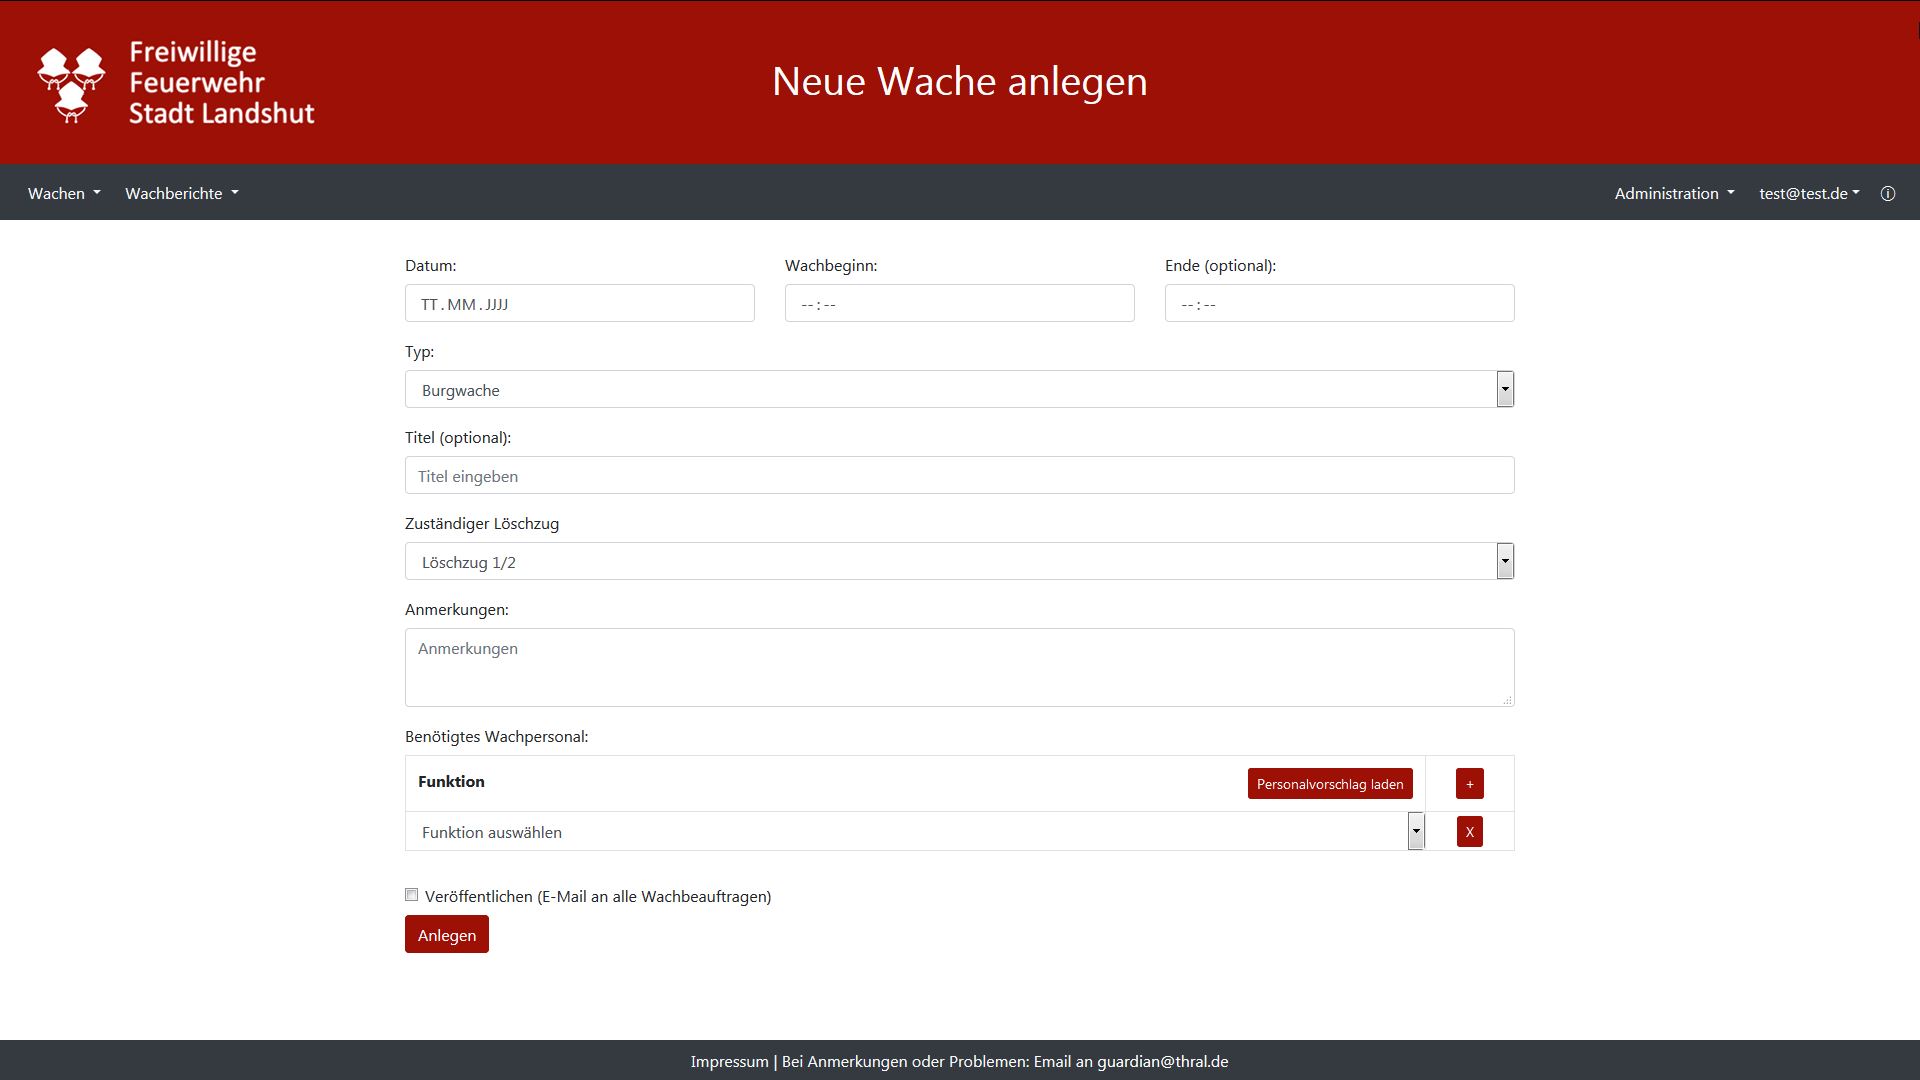 Freiwillige
Feuerwehr
Stadt Landshut
Neue Wache anlegen
Wachen Wachberichte Administration test@test.de ⓘ
Datum: Wachbeginn: Ende (optional):
TT.MM.JJJJ --:-- --:--
Typ:
Burgwache
Titel (optional):
Titel eingeben
Zuständiger Löschzug
Löschzug 1/2
Anmerkungen:
Anmerkungen
Benötigtes Wachpersonal:
Funktion Personalvorschlag laden +
Funktion auswählen X
Veröffentlichen (E-Mail an alle Wachbeauftragen)
Anlegen
Impressum | Bei Anmerkungen oder Problemen: Email an guardian@thral.de